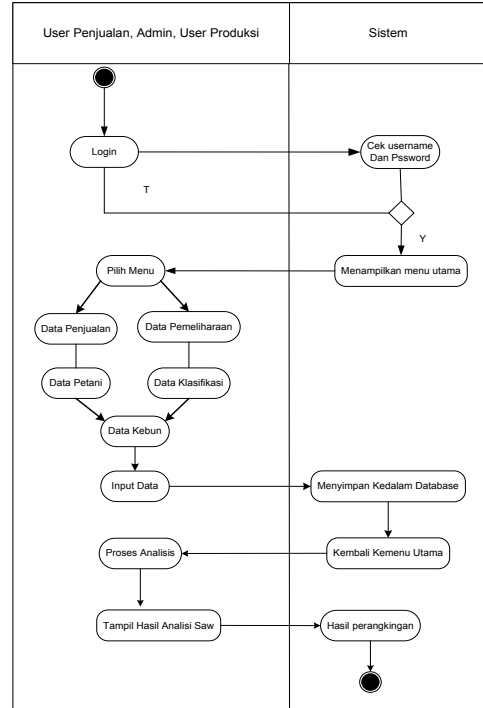 User Penjualan, Admin, User Produksi
Sistem
Login
Cek username
Dan Pssword
T
Y
Pilih Menu
Menampilkan menu utama
Data Penjualan
Data Pemeliharaan
Data Petani
Data Klasifikasi
Data Kebun
Input Data
Menyimpan Kedalam Database
Proses Analisis
Kembali Kemenu Utama
Tampil Hasil Analisi Saw
Hasil perangkingan